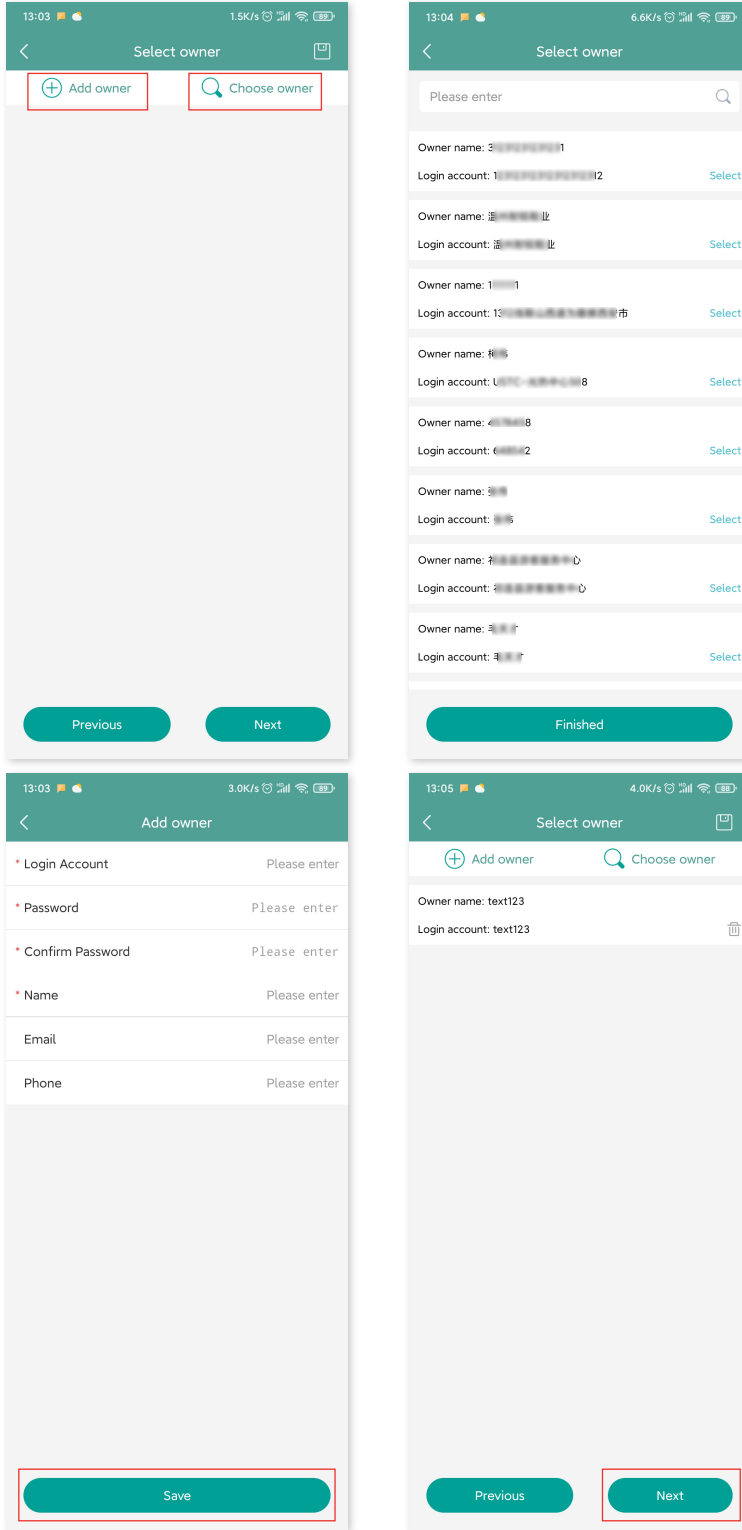 13:03
1.5K/s 89
Select owner
Add owner
Choose owner
Previous
Next
13:04
6.6K/s 89
Select owner
Please enter
Owner name:
Login account:
Select
Owner name:
Login account:
Select
Owner name:
Login account:
Select
Owner name:
Login account:
Select
Owner name:
Login account:
Select
Owner name:
Login account:
Select
Owner name:
Login account:
Select
Owner name:
Login account:
Select
Finished
13:03
3.0K/s 89
Add owner
* Login Account Please enter
* Password Please enter
* Confirm Password Please enter
* Name Please enter
Email Please enter
Phone Please enter
Save
13:05
4.0K/s 88
Select owner
Add owner
Choose owner
Owner name: text123
Login account: text123
Previous
Next